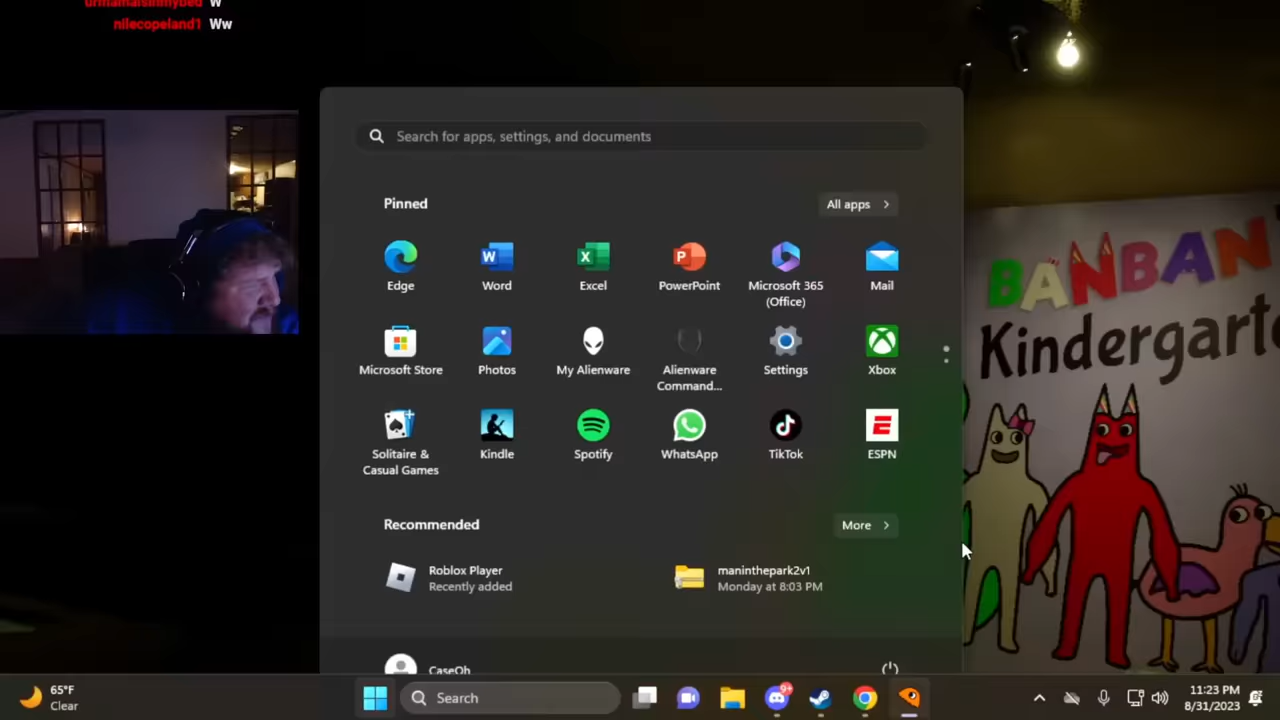 urmamaisinmybed W
nilecopeland1 Ww
Search for apps, settings, and documents
Pinned
All apps
Edge
Word
Excel
PowerPoint
Microsoft 365
(Office)
Mail
Microsoft Store
Photos
My Alienware
Alienware
Command...
Settings
Xbox
Solitaire &
Casual Games
Kindle
Spotify
WhatsApp
TikTok
ESPN
Recommended
More
Roblox Player
Recently added
maninthepark2v1
Monday at 8:03 PM
CaseOh
BANBAN
Kindergarte
65°F
Clear
Search
9+
11:23 PM
8/31/2023